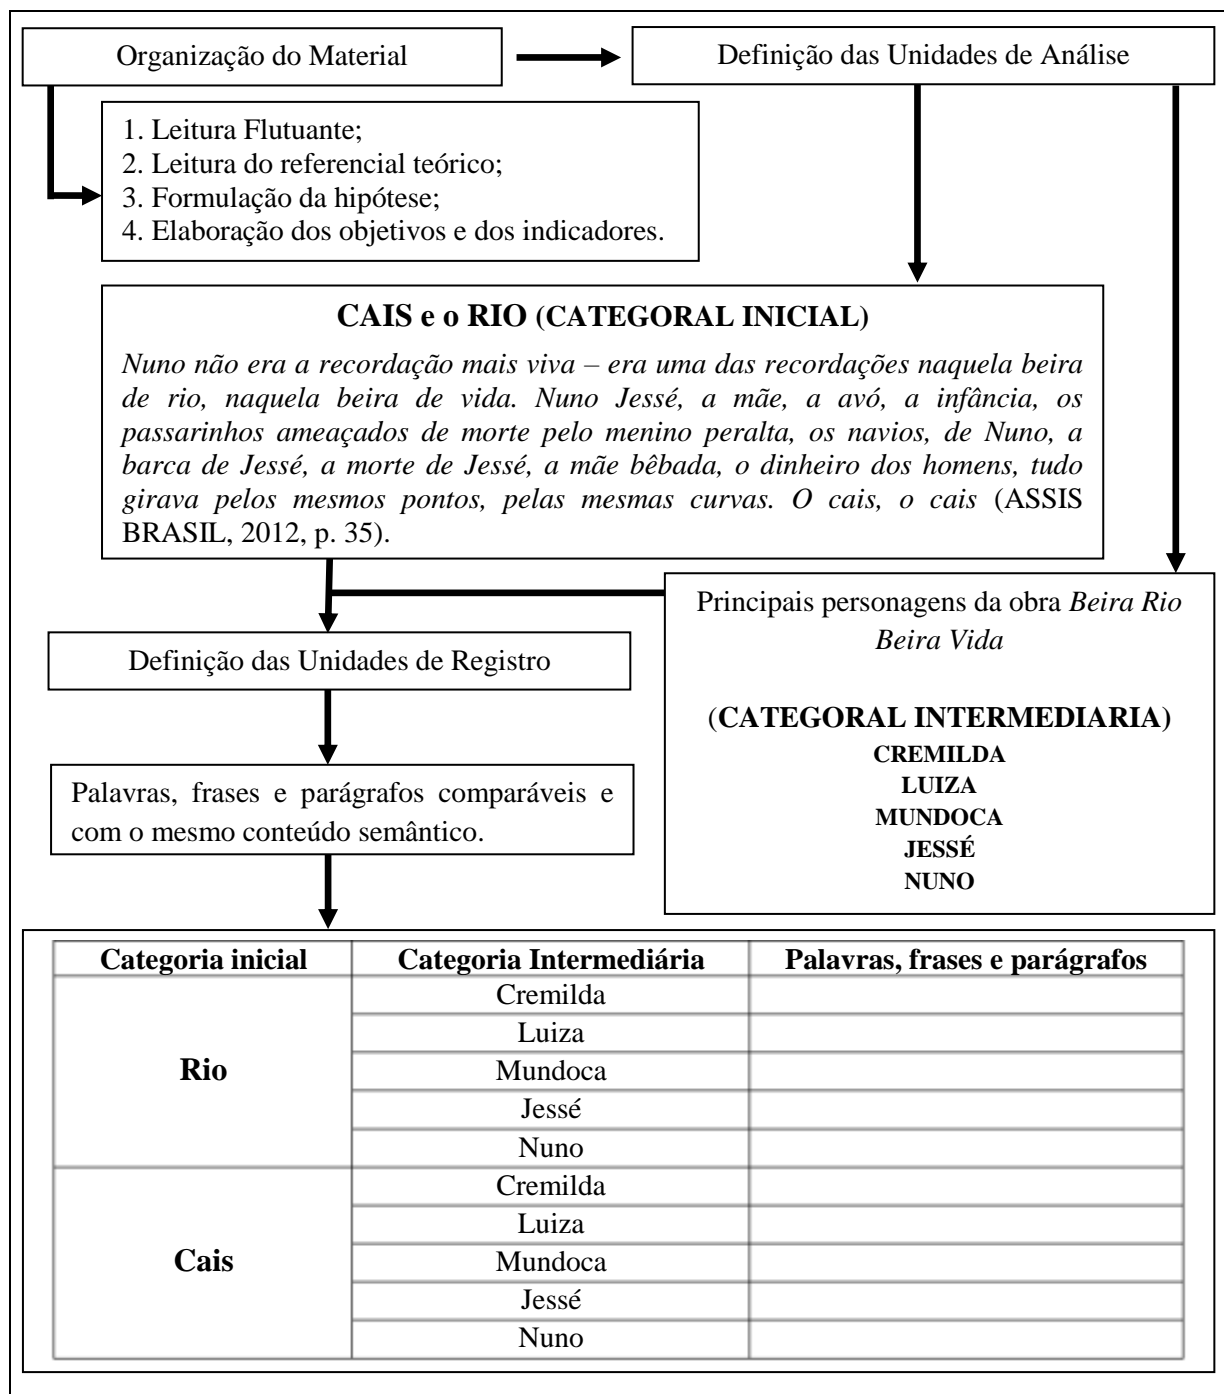 Organização do Material
Definição das Unidades de Análise
1. Leitura Flutuante;
2. Leitura do referencial teórico;
3. Formulação da hipótese;
4. Elaboração dos objetivos e dos indicadores.
CAIS e o RIO (CATEGORAL INICIAL)
Nuno não era a recordação mais viva – era uma das recordações naquela beira
de rio, naquela beira de vida. Nuno Jessé, a mãe, a avó, a infância, os
passarinhos ameaçados de morte pelo menino peralta, os navios, de Nuno, a
barca de Jessé, a morte de Jessé, a mãe bêbada, o dinheiro dos homens, tudo
girava pelos mesmos pontos, pelas mesmas curvas. O cais, o cais (ASSIS
BRASIL, 2012, p. 35).
Principais personagens da obra Beira Rio
Beira Vida
(CATEGORAL INTERMEDIARIA)
CREMILDA
LUIZA
MUNDOCA
JESSÉ
NUNO
Definição das Unidades de Registro
Palavras, frases e parágrafos comparáveis e
com o mesmo conteúdo semântico.
Categoria inicial Categoria Intermediária Palavras, frases e parágrafos
Rio
Cremilda
Luiza
Mundoca
Jessé
Nuno
Cais
Cremilda
Luiza
Mundoca
Jessé
Nuno